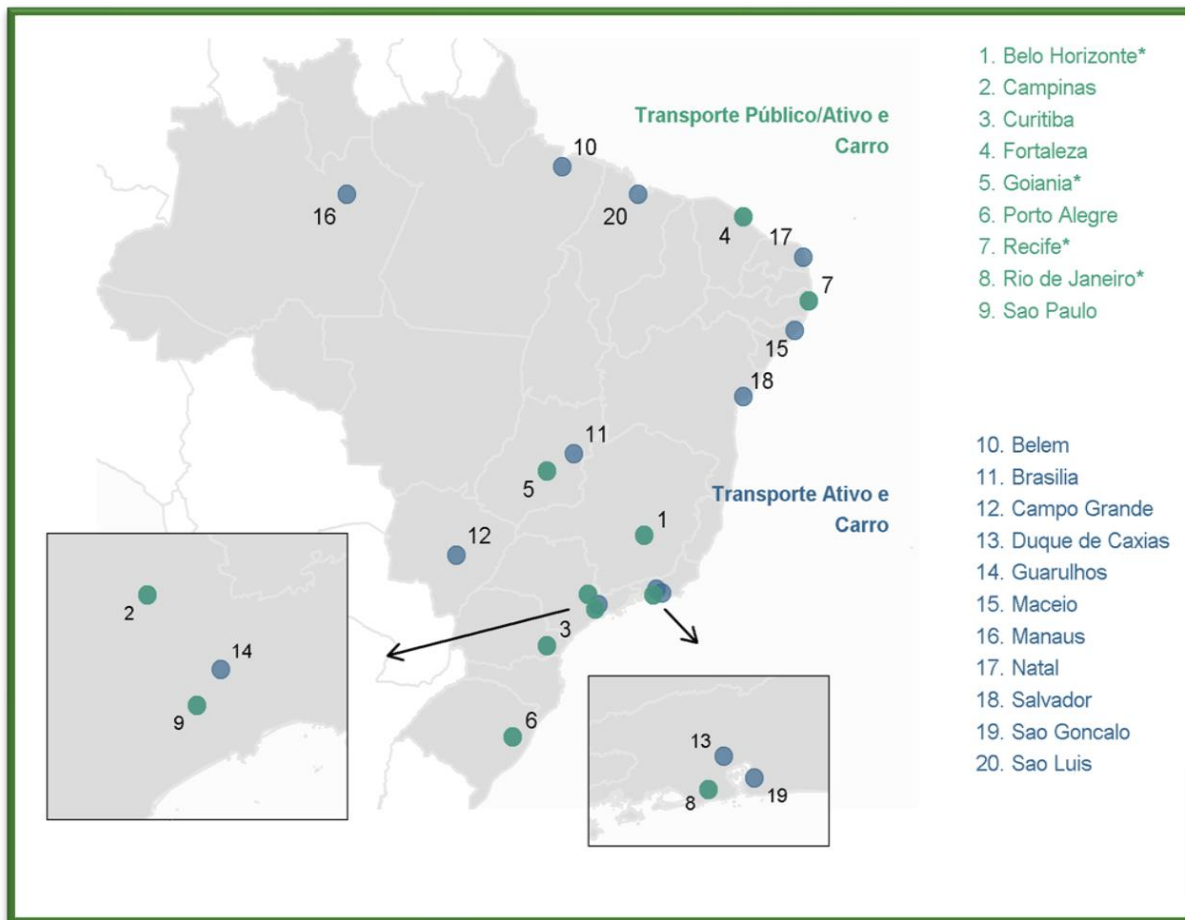 Transporte Público/Ativo e
Carro
10
16
20
4
17
7
15
18
11
5
Transporte Ativo e
Carro
1
12
3
6
2
14
9
13
8
19
1. Belo Horizonte*
2. Campinas
3. Curitiba
4. Fortaleza
5. Goiania*
6. Porto Alegre
7. Recife*
8. Rio de Janeiro*
9. Sao Paulo
10. Belem
11. Brasilia
12. Campo Grande
13. Duque de Caxias
14. Guarulhos
15. Maceio
16. Manaus
17. Natal
18. Salvador
19. Sao Goncalo
20. Sao Luis